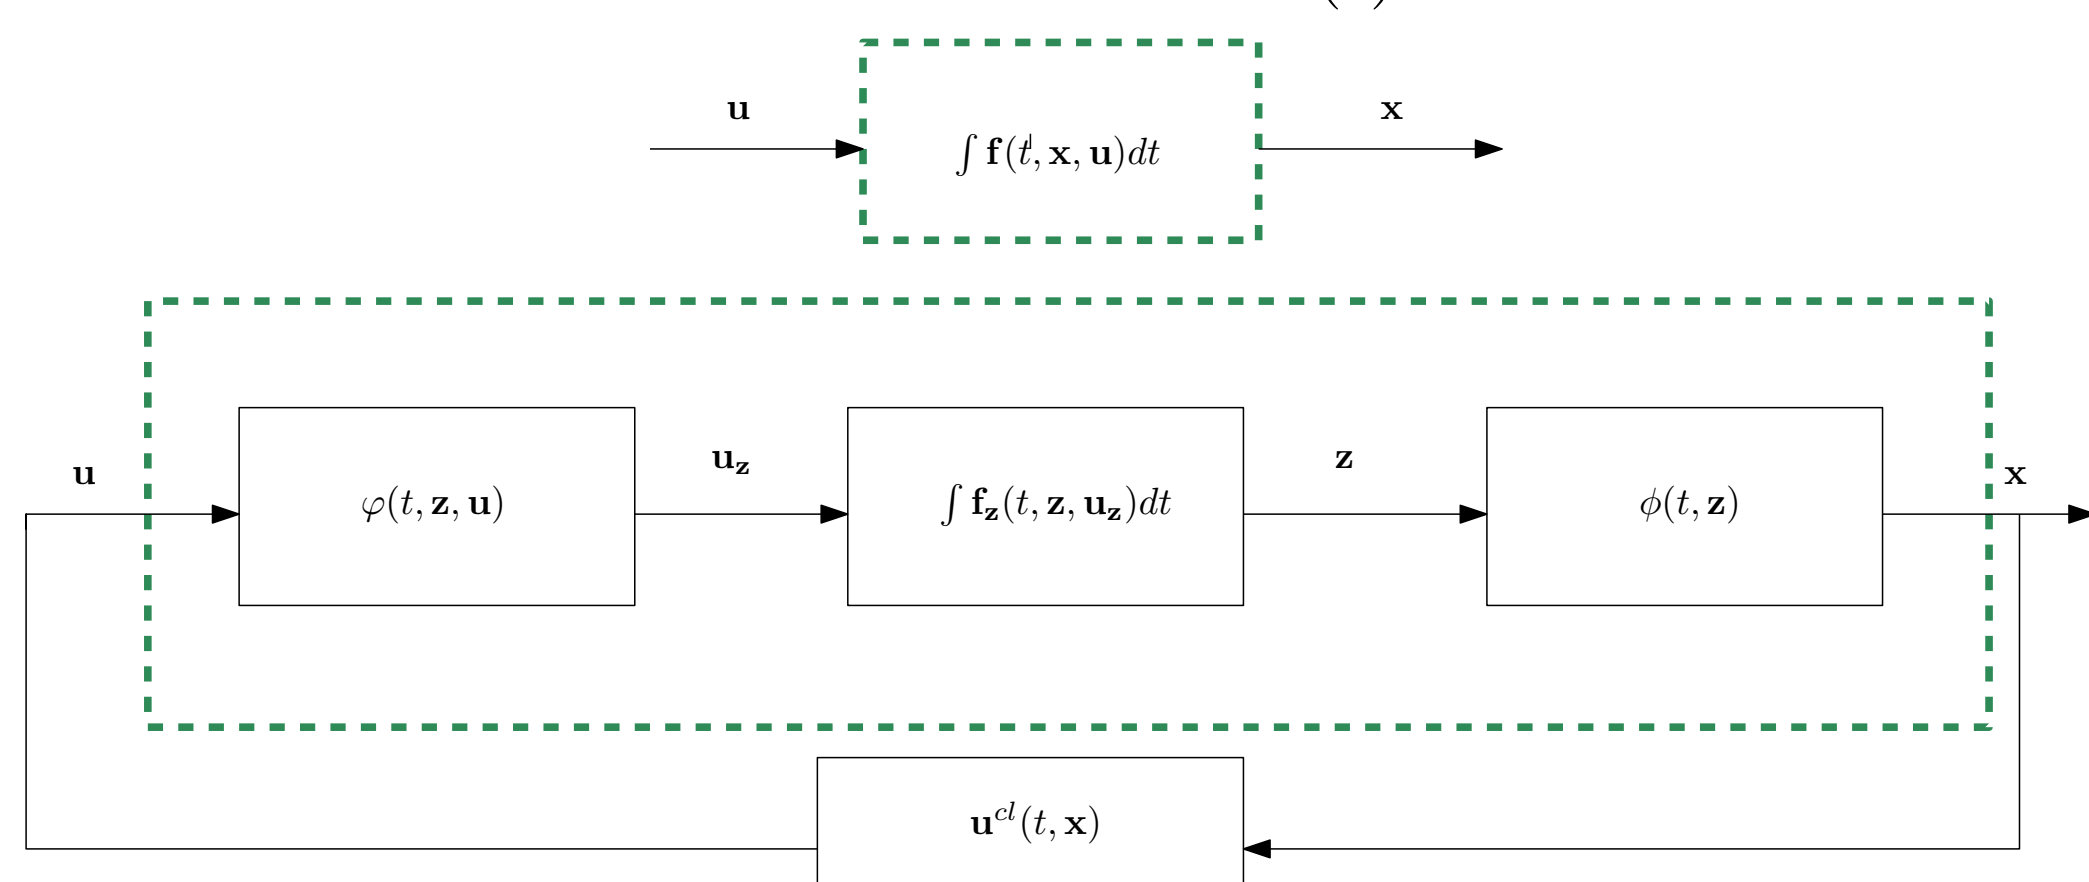 u
x
∫ f(t, x, u)dt
u
u_z
z
x
φ(t, z, u)
∫ f_z(t, z, u_z)dt
ϕ(t, z)
u^{cl}(t, x)